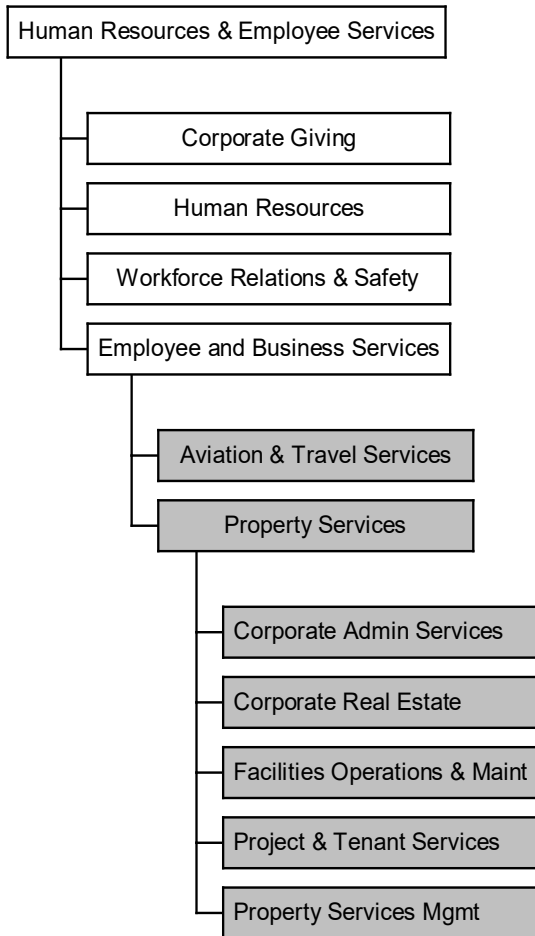 Human Resources & Employee Services
Corporate Giving
Human Resources
Workforce Relations & Safety
Employee and Business Services
Aviation & Travel Services
Property Services
Corporate Admin Services
Corporate Real Estate
Facilities Operations & Maint
Project & Tenant Services
Property Services Mgmt